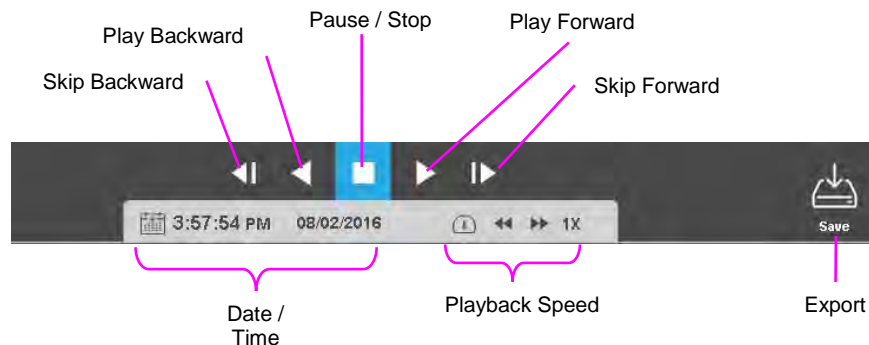 Pause / Stop
Play Backward
Play Forward
Skip Backward
Skip Forward
3:57:54 PM 08/02/2016 1X
Save
Date /
Time
Playback Speed
Export